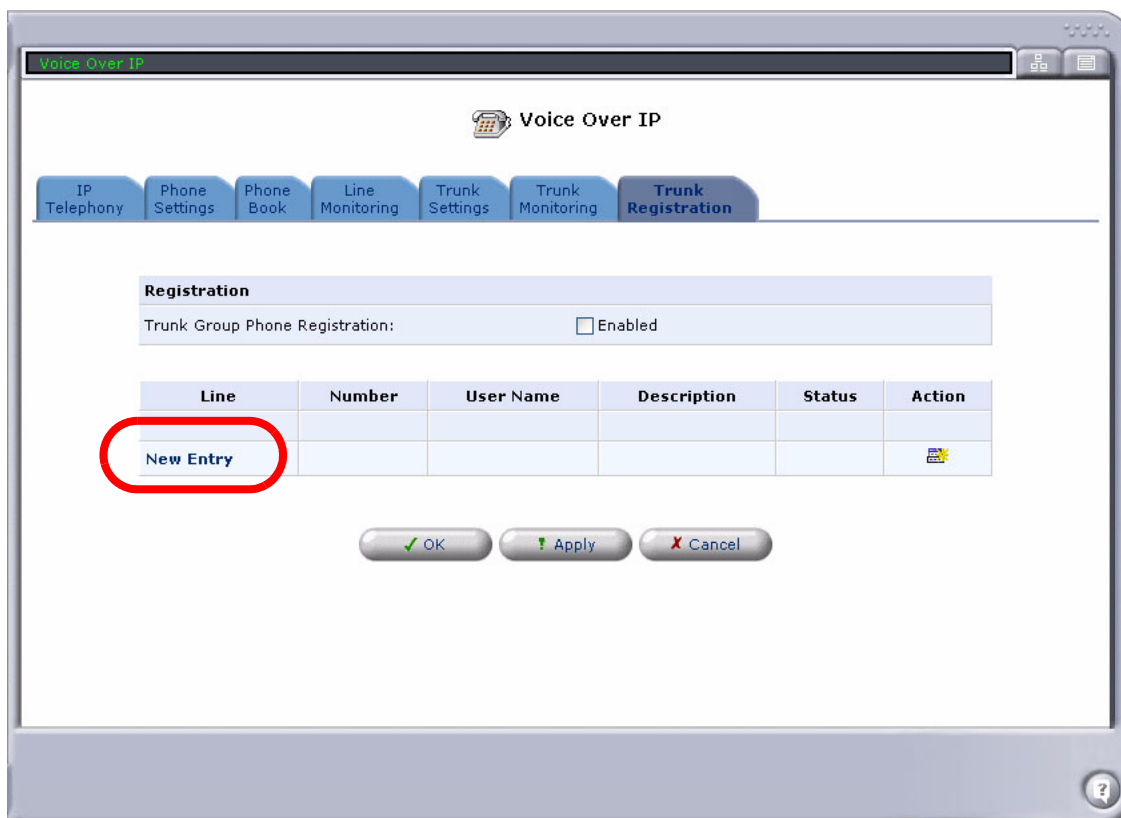 Voice Over IP
Voice Over IP
IP Telephony
Phone Settings
Phone Book
Line Monitoring
Trunk Settings
Trunk Monitoring
Trunk Registration
Registration
Trunk Group Phone Registration: Enabled
Line Number User Name Description Status Action
New Entry
OK Apply Cancel
?